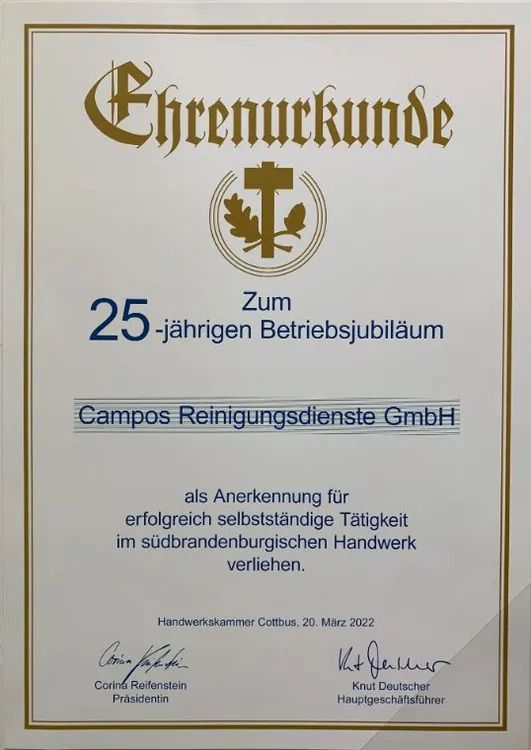 Ehrenurkunde
Zum
25-jährigen Betriebsjubiläum
Campos Reinigungsdienste GmbH
als Anerkennung für
erfolgreich selbstständige Tätigkeit
im südbrandenburgischen Handwerk
verliehen.
Handwerkskammer Cottbus, 20. März 2022
Corina Reifenstein
Präsidentin
Knut Deutscher
Hauptgeschäftsführer